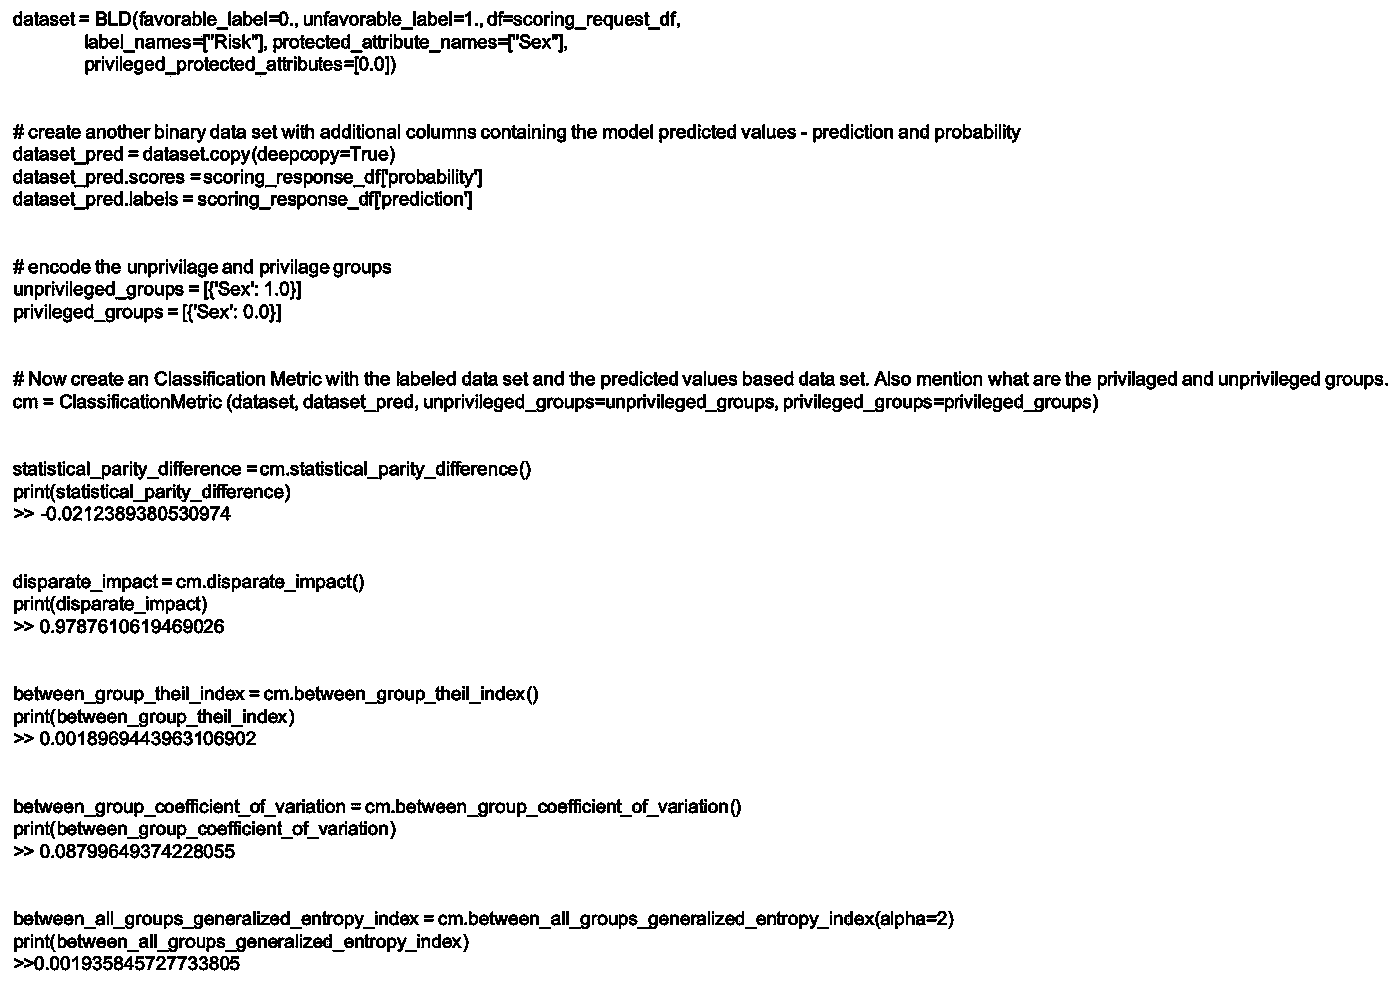 dataset = BLD(favorable_label=0., unfavorable_label=1., df=scoring_request_df,
label_names=["Risk"], protected_attribute_names=["Sex"],
privileged_protected_attributes=[0.0])
# create another binary data set with additional columns containing the model predicted values - prediction and probability
dataset_pred = dataset.copy(deepcopy=True)
dataset_pred.scores = scoring_response_df['probability']
dataset_pred.labels = scoring_response_df['prediction']
# encode the unprivilage and privilage groups
unprivileged_groups = [{'Sex': 1.0}]
privileged_groups = [{'Sex': 0.0}]
# Now create an Classification Metric with the labeled data set and the predicted values based data set. Also mention what are the privilaged and unprivileged groups.
cm = ClassificationMetric (dataset, dataset_pred, unprivileged_groups=unprivileged_groups, privileged_groups=privileged_groups)
statistical_parity_difference = cm.statistical_parity_difference()
print(statistical_parity_difference)
>> -0.0212389380530974
disparate_impact = cm.disparate_impact()
print(disparate_impact)
>> 0.9787610619469026
between_group_theil_index = cm.between_group_theil_index()
print(between_group_theil_index)
>> 0.0018969443963106902
between_group_coefficient_of_variation = cm.between_group_coefficient_of_variation()
print(between_group_coefficient_of_variation)
>> 0.08799649374228055
between_all_groups_generalized_entropy_index = cm.between_all_groups_generalized_entropy_index(alpha=2)
print(between_all_groups_generalized_entropy_index)
>>0.001935845727733805